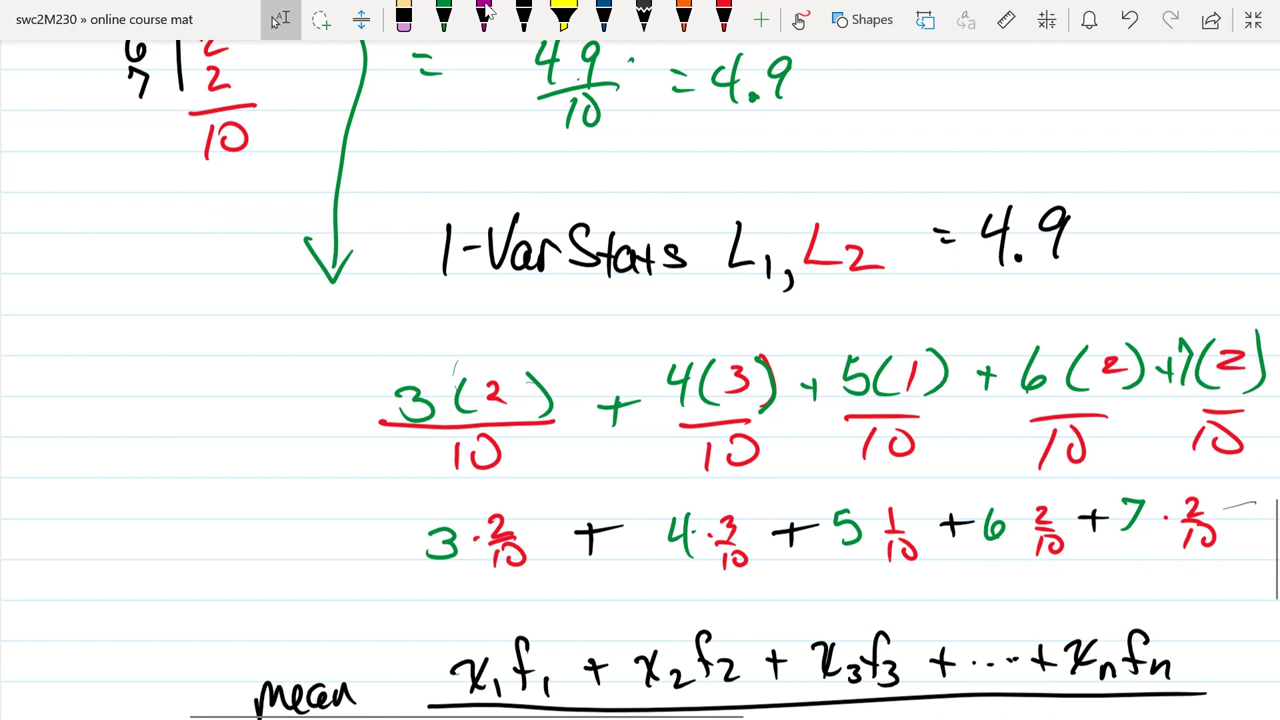 swc2M230 » online course mat
Shapes
6 | 2
7 | 2
10
= 49/10 = 4.9
1-Var Stats L1, L2 = 4.9
3(2)/10 + 4(3)/10 + 5(1)/10 + 6(2)/10 + 7(2)/10
3 · 2/10 + 4 · 3/10 + 5 1/10 + 6 2/10 + 7 · 2/10
mean x1f1 + x2f2 + x3f3 + ... + xnfn